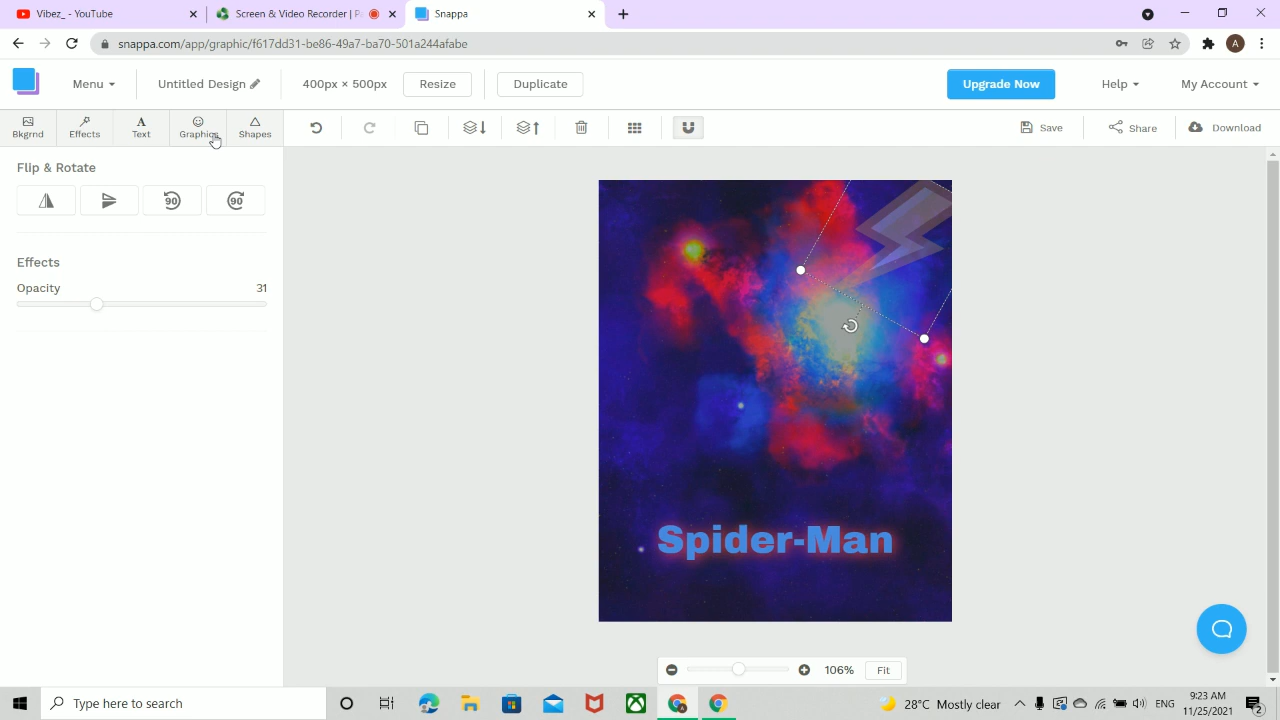 Vibez_ - YouTube
Screen & Video Recorder | P
Snappa
snappa.com/app/graphic/f617dd31-be86-49a7-ba70-501a244afabe
A
Menu
Untitled Design
400px × 500px
Resize
Duplicate
Upgrade Now
Help
My Account
Bkgrnd
Effects
Text
Graphics
Shapes
Save
Share
Download
Flip & Rotate
90
90
Effects
Opacity 31
Spider-Man
106%
Fit
Type here to search
28°C Mostly clear
ENG
9:23 AM
11/25/2021
2